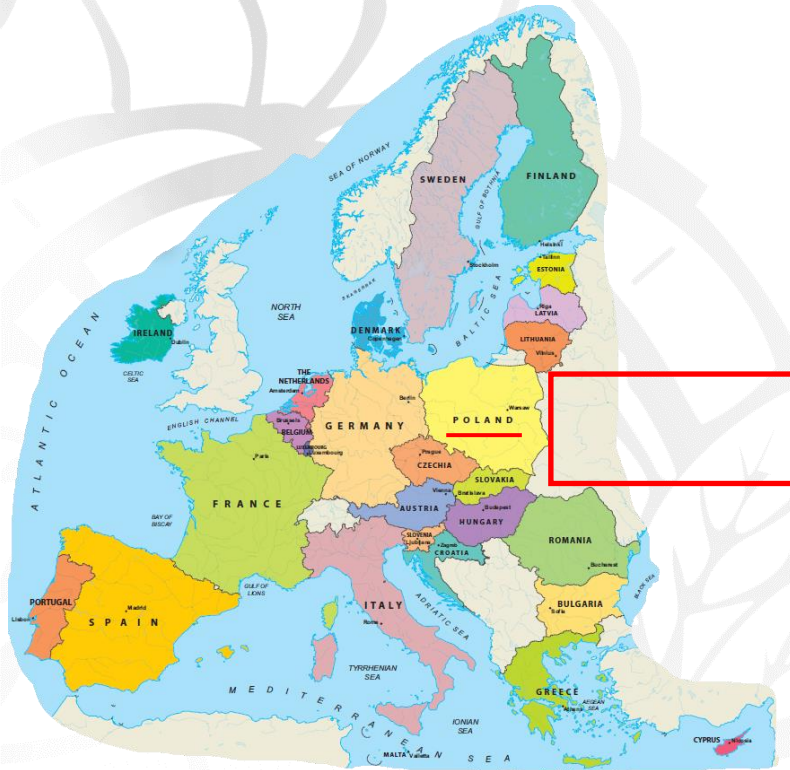 SEA OF NORWAY
SWEDEN
FINLAND
GULF OF BOTHNIA
Helsinki
Tallinn
Stockholm
ESTONIA
SKAGERRAK
NORTH
SEA
BALTIC SEA
Riga
LATVIA
DENMARK
Copenhagen
LITHUANIA
Vilnius
IRELAND
Dublin
CELTIC
SEA
ATLANTIC OCEAN
THE
NETHERLANDS
Amsterdam
Berlin
Warsaw
POLAND
GERMANY
ENGLISH CHANNEL
Brussels
BELGIUM
LUXEMBOURG
Luxembourg
Paris
Prague
CZECHIA
SLOVAKIA
Vienna
Bratislava
FRANCE
AUSTRIA
Budapest
HUNGARY
BAY OF
BISCAY
SLOVENIA
Ljubljana
Zagreb
CROATIA
ROMANIA
Bucharest
BLACK SEA
GULF OF
LIONS
PORTUGAL
Lisbon
Madrid
SPAIN
ITALY
Rome
ADRIATIC SEA
BULGARIA
Sofia
TYRRHENIAN
SEA
MEDITERRANEAN SEA
GREECE
AEGEAN
SEA
Athens
IONIAN
SEA
CYPRUS
Nicosia
MALTA
Valletta